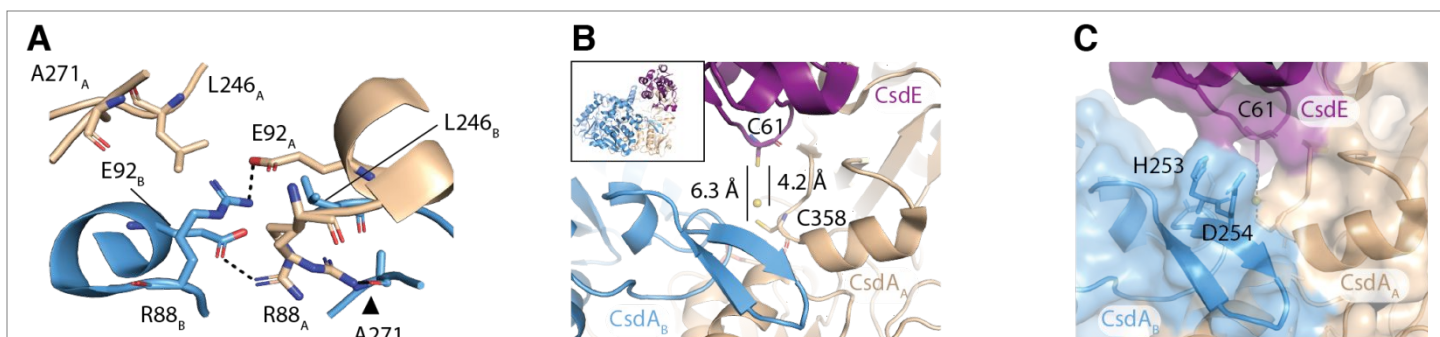 A
A271A
L246A
E92A
L246B
E92B
R88B
R88A
A271
B
CsdE
C61
6.3 Å
4.2 Å
C358
CsdAA
CsdAB
C
C61
CsdE
H253
D254
CsdAA
CsdAB